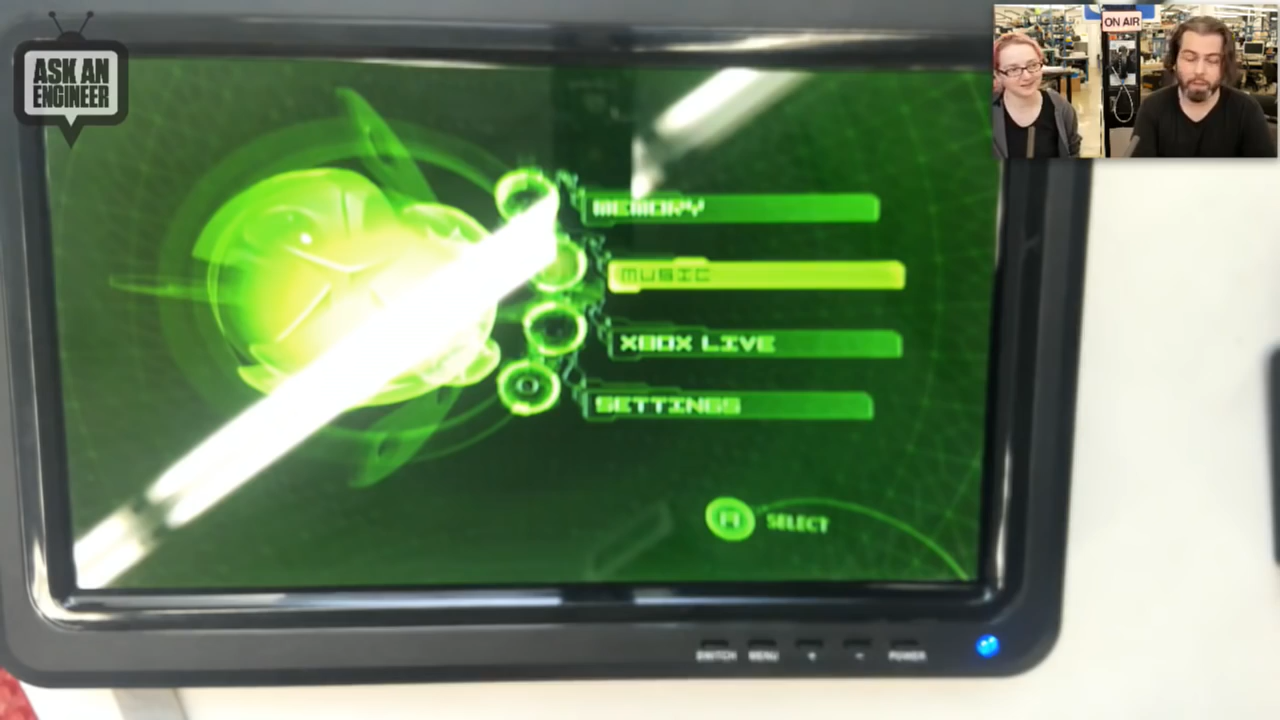 ASK AN
ENGINEER
ON AIR
MEMORY
MUSIC
XBOX LIVE
SETTINGS
A SELECT
SWITCH MENU + - POWER